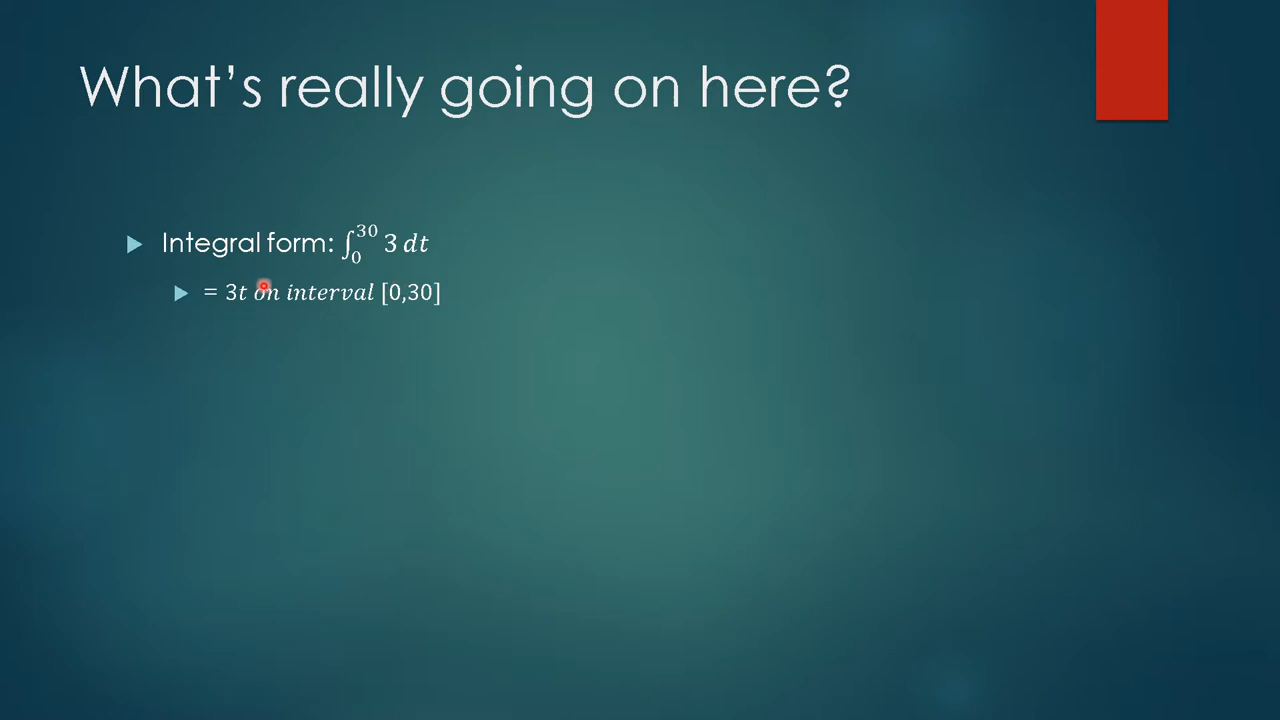 What's really going on here?
Integral form: ∫₀³⁰ 3 dt
= 3t on interval [0,30]